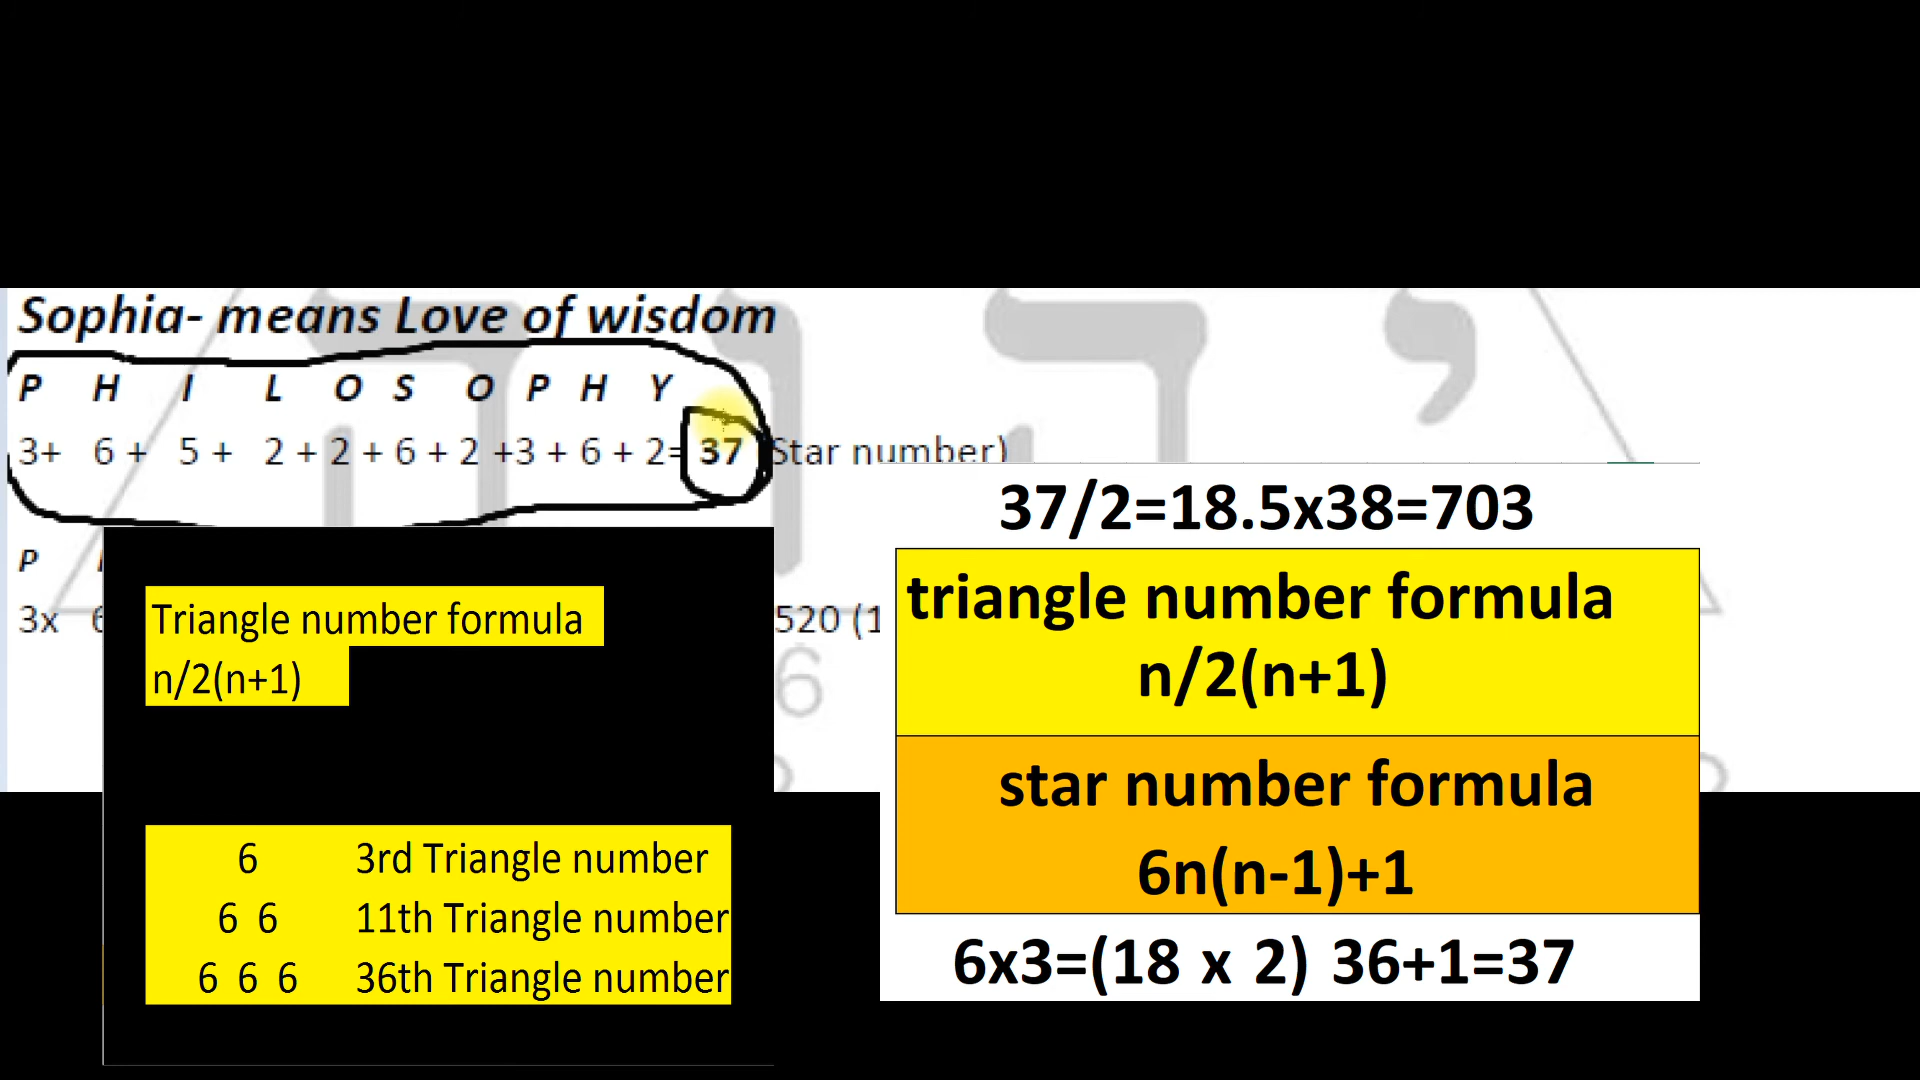 Sophia- means Love of wisdom
P H I L O S O P H Y
3+ 6 + 5 + 2 + 2 + 6 + 2 +3 + 6 + 2= 37 (Star number)
P
3x 6
520 (1
6
Triangle number formula
n/2(n+1)
6 3rd Triangle number
6 6 11th Triangle number
6 6 6 36th Triangle number
37/2=18.5x38=703
triangle number formula
n/2(n+1)
star number formula
6n(n-1)+1
6x3=(18 x 2) 36+1=37